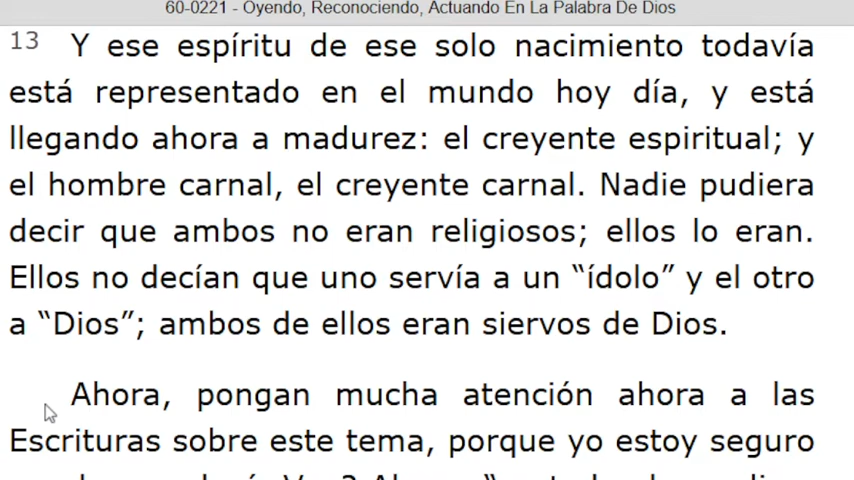 60-0221 - Oyendo, Reconociendo, Actuando En La Palabra De Dios
13 Y ese espíritu de ese solo nacimiento todavía
está representado en el mundo hoy día, y está
llegando ahora a madurez: el creyente espiritual; y
el hombre carnal, el creyente carnal. Nadie pudiera
decir que ambos no eran religiosos; ellos lo eran.
Ellos no decían que uno servía a un “ídolo” y el otro
a “Dios”; ambos de ellos eran siervos de Dios.
Ahora, pongan mucha atención ahora a las
Escrituras sobre este tema, porque yo estoy seguro